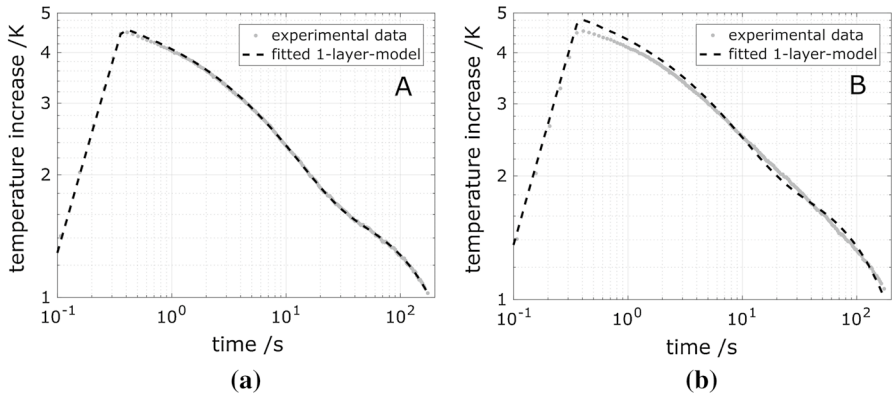 temperature increase /K
5
4
3
2
1
10^-1
10^0
10^1
10^2
time /s
experimental data
fitted 1-layer-model
A
(a)
temperature increase /K
5
4
3
2
1
10^-1
10^0
10^1
10^2
time /s
experimental data
fitted 1-layer-model
B
(b)